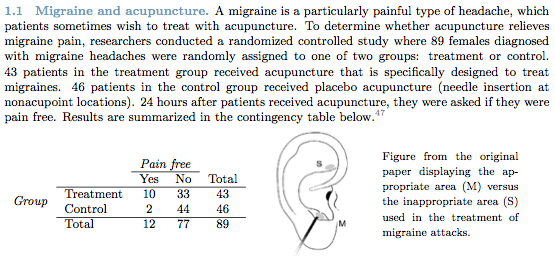 1.1 Migraine and acupuncture. A migraine is a particularly painful type of headache, which
patients sometimes wish to treat with acupuncture. To determine whether acupuncture relieves
migraine pain, researchers conducted a randomized controlled study where 89 females diagnosed
with migraine headaches were randomly assigned to one of two groups: treatment or control.
43 patients in the treatment group received acupuncture that is specifically designed to treat
migraines. 46 patients in the control group received placebo acupuncture (needle insertion at
nonacupoint locations). 24 hours after patients received acupuncture, they were asked if they were
pain free. Results are summarized in the contingency table below.47
Pain free
Yes No Total
Group
Treatment 10 33 43
Control 2 44 46
Total 12 77 89
S
M
Figure from the original
paper displaying the ap-
propriate area (M) versus
the inappropriate area (S)
used in the treatment of
migraine attacks.